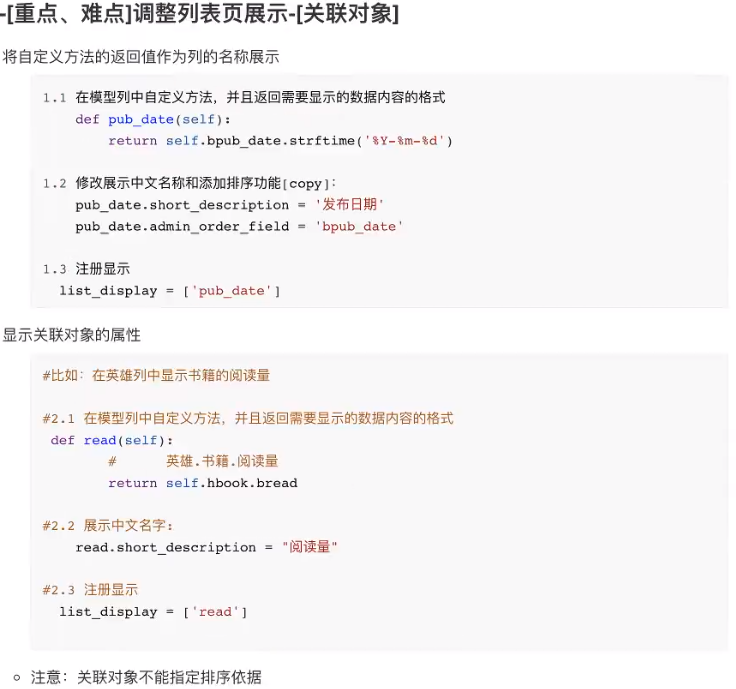 -[重点、难点]调整列表页展示-[关联对象]
将自定义方法的返回值作为列的名称展示
1.1 在模型列中自定义方法，并且返回需要显示的数据内容的格式
def pub_date(self):
return self.bpub_date.strftime('%Y-%m-%d')
1.2 修改展示中文名称和添加排序功能[copy]:
pub_date.short_description = '发布日期'
pub_date.admin_order_field = 'bpub_date'
1.3 注册显示
list_display = ['pub_date']
显示关联对象的属性
#比如：在英雄列中显示书籍的阅读量
#2.1 在模型列中自定义方法，并且返回需要显示的数据内容的格式
def read(self):
# 英雄.书籍.阅读量
return self.hbook.bread
#2.2 展示中文名字:
read.short_description = "阅读量"
#2.3 注册显示
list_display = ['read']
注意：关联对象不能指定排序依据